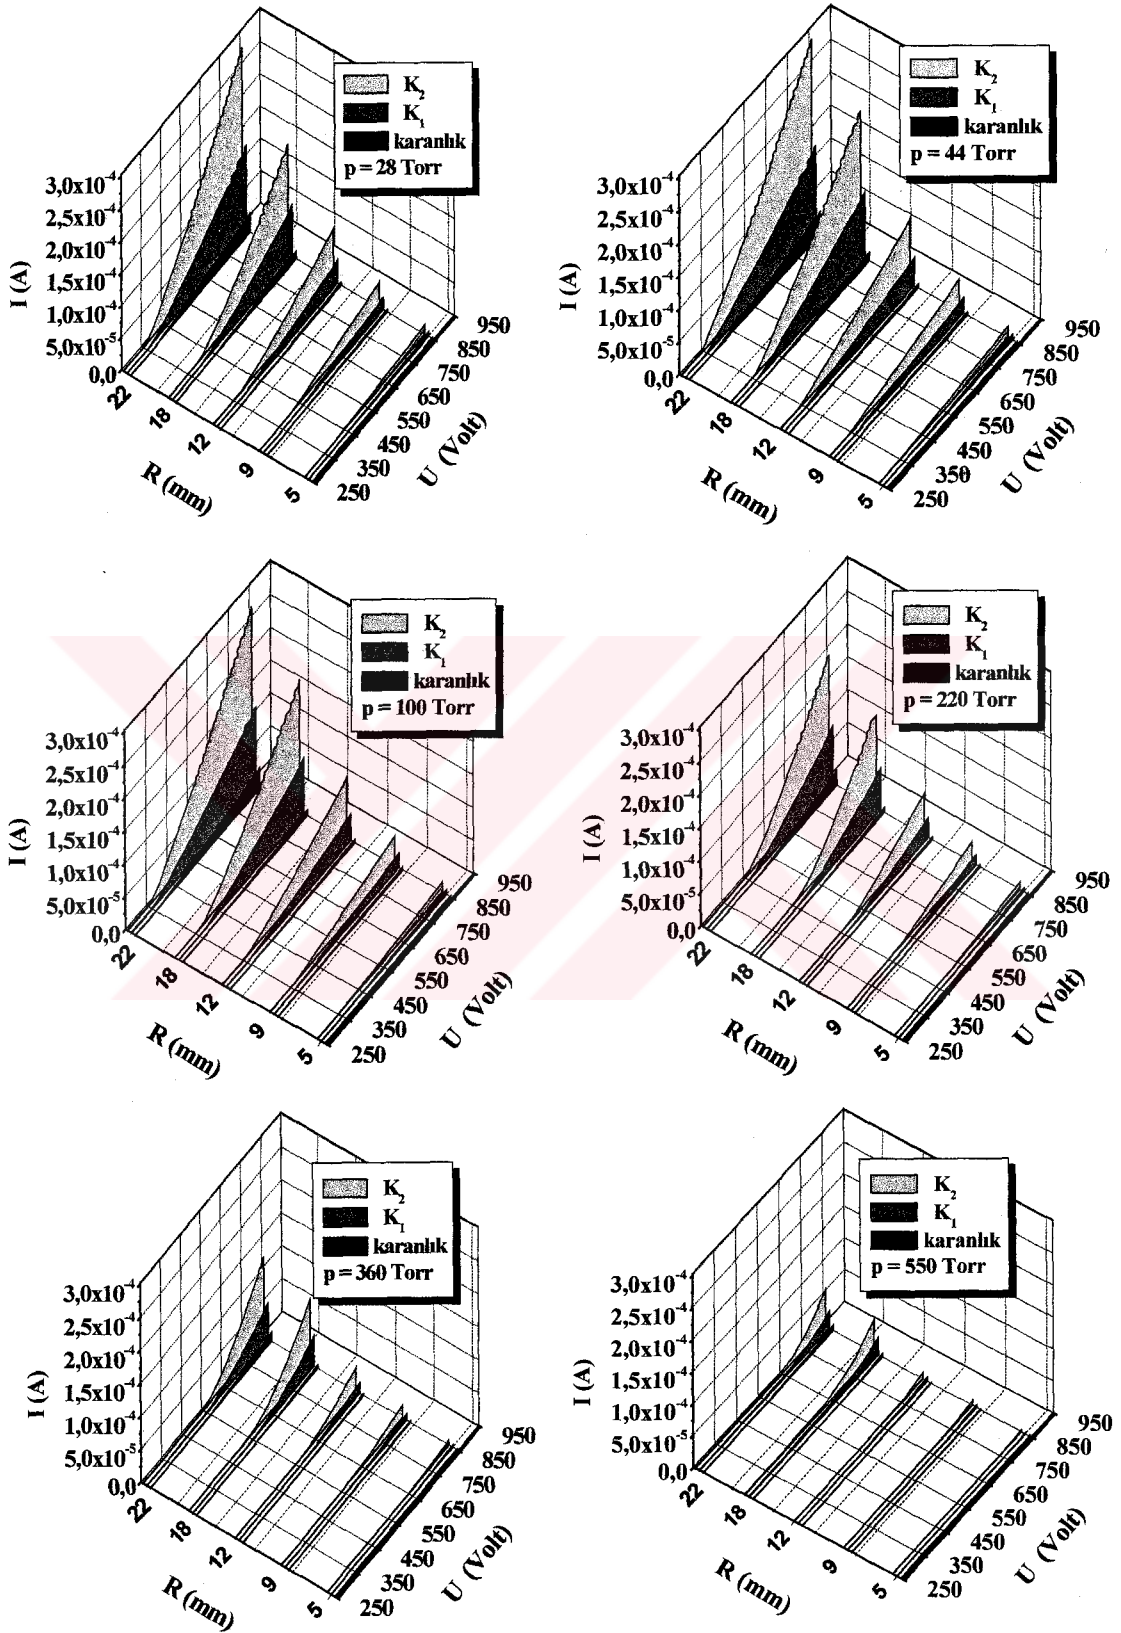 K2
K1
karanlık
p = 28 Torr
3,0x10-4
2,5x10-4
2,0x10-4
1,5x10-4
1,0x10-4
5,0x10-5
0,0
I (A)
22
18
12
9
5
R (mm)
250
350
450
550
650
750
850
950
U (Volt)
K2
K1
karanlık
p = 44 Torr
3,0x10-4
2,5x10-4
2,0x10-4
1,5x10-4
1,0x10-4
5,0x10-5
0,0
I (A)
22
18
12
9
5
R (mm)
250
350
450
550
650
750
850
950
U (Volt)
K2
K1
karanlık
p = 100 Torr
3,0x10-4
2,5x10-4
2,0x10-4
1,5x10-4
1,0x10-4
5,0x10-5
0,0
I (A)
22
18
12
9
5
R (mm)
250
350
450
550
650
750
850
950
U (Volt)
K2
K1
karanlık
p = 220 Torr
3,0x10-4
2,5x10-4
2,0x10-4
1,5x10-4
1,0x10-4
5,0x10-5
0,0
I (A)
22
18
12
9
5
R (mm)
250
350
450
550
650
750
850
950
U (Volt)
K2
K1
karanlık
p = 360 Torr
3,0x10-4
2,5x10-4
2,0x10-4
1,5x10-4
1,0x10-4
5,0x10-5
0,0
I (A)
22
18
12
9
5
R (mm)
250
350
450
550
650
750
850
950
U (Volt)
K2
K1
karanlık
p = 550 Torr
3,0x10-4
2,5x10-4
2,0x10-4
1,5x10-4
1,0x10-4
5,0x10-5
0,0
I (A)
22
18
12
9
5
R (mm)
250
350
450
550
650
750
850
950
U (Volt)